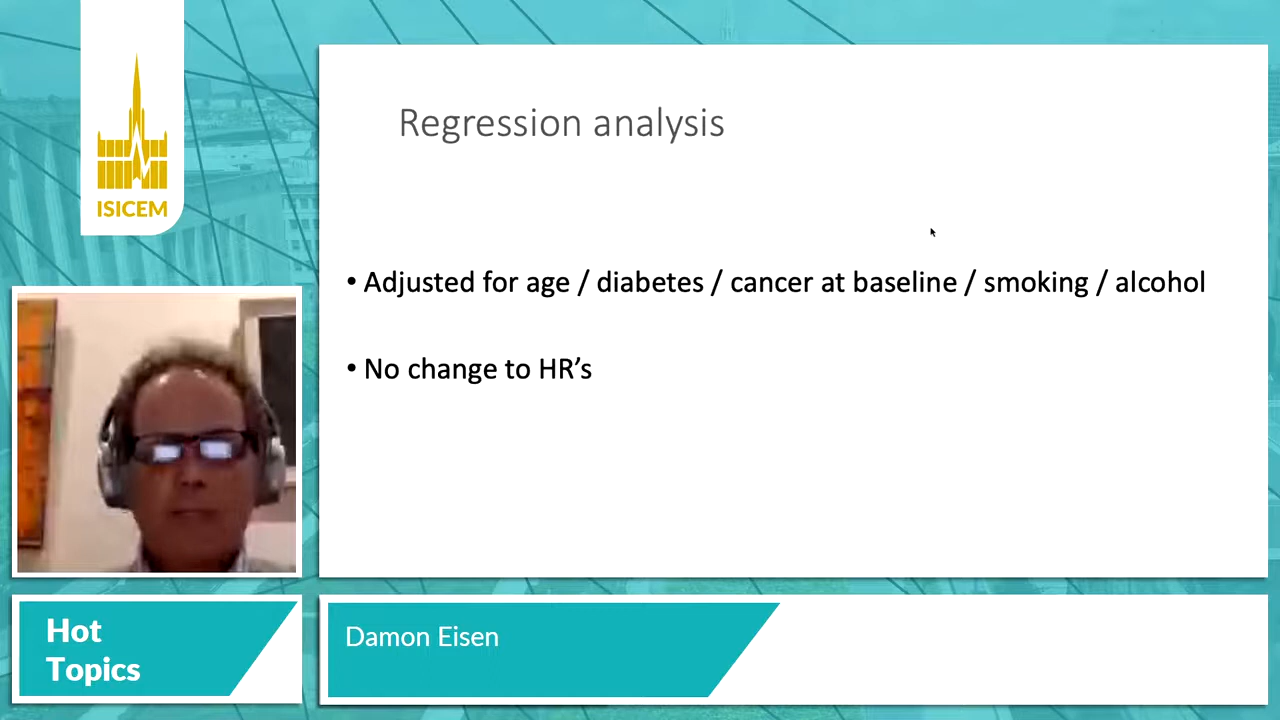 ISICEM
Regression analysis
• Adjusted for age / diabetes / cancer at baseline / smoking / alcohol
• No change to HR’s
Hot
Topics
Damon Eisen